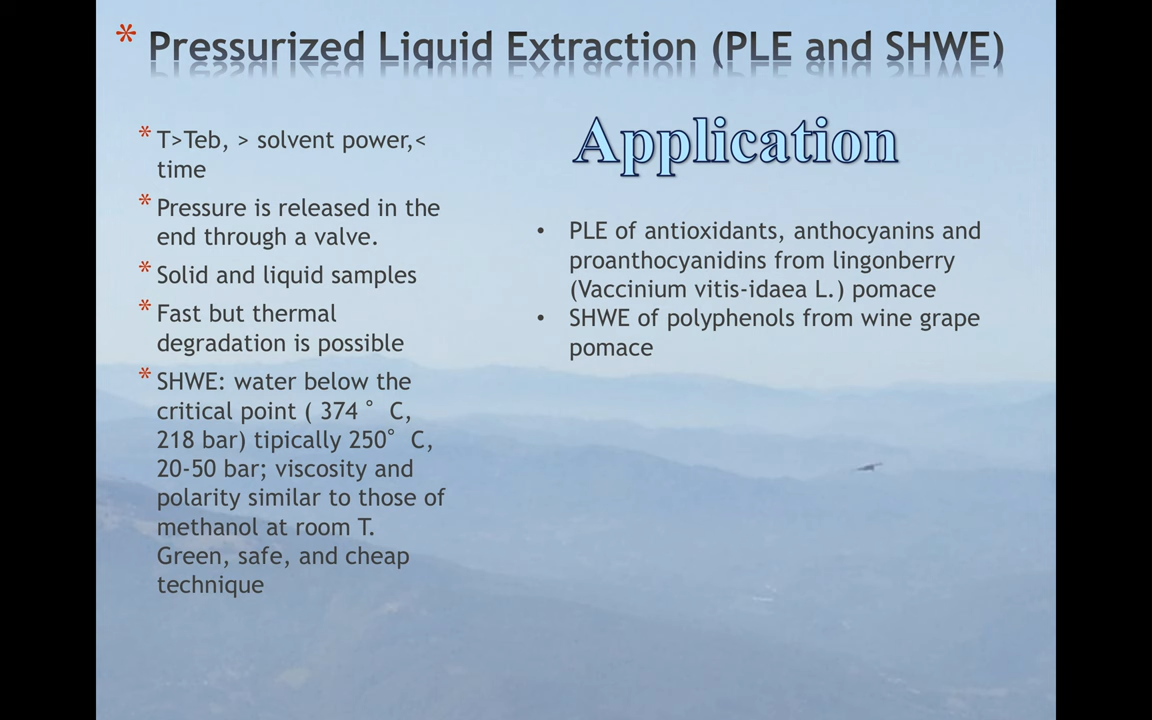 * Pressurized Liquid Extraction (PLE and SHWE)
* T>Teb, > solvent power,<
time
* Pressure is released in the
end through a valve.
* Solid and liquid samples
* Fast but thermal
degradation is possible
* SHWE: water below the
critical point ( 374 ° C,
218 bar) tipically 250° C,
20-50 bar; viscosity and
polarity similar to those of
methanol at room T.
Green, safe, and cheap
technique
Application
• PLE of antioxidants, anthocyanins and
proanthocyanidins from lingonberry
(Vaccinium vitis-idaea L.) pomace
• SHWE of polyphenols from wine grape
pomace